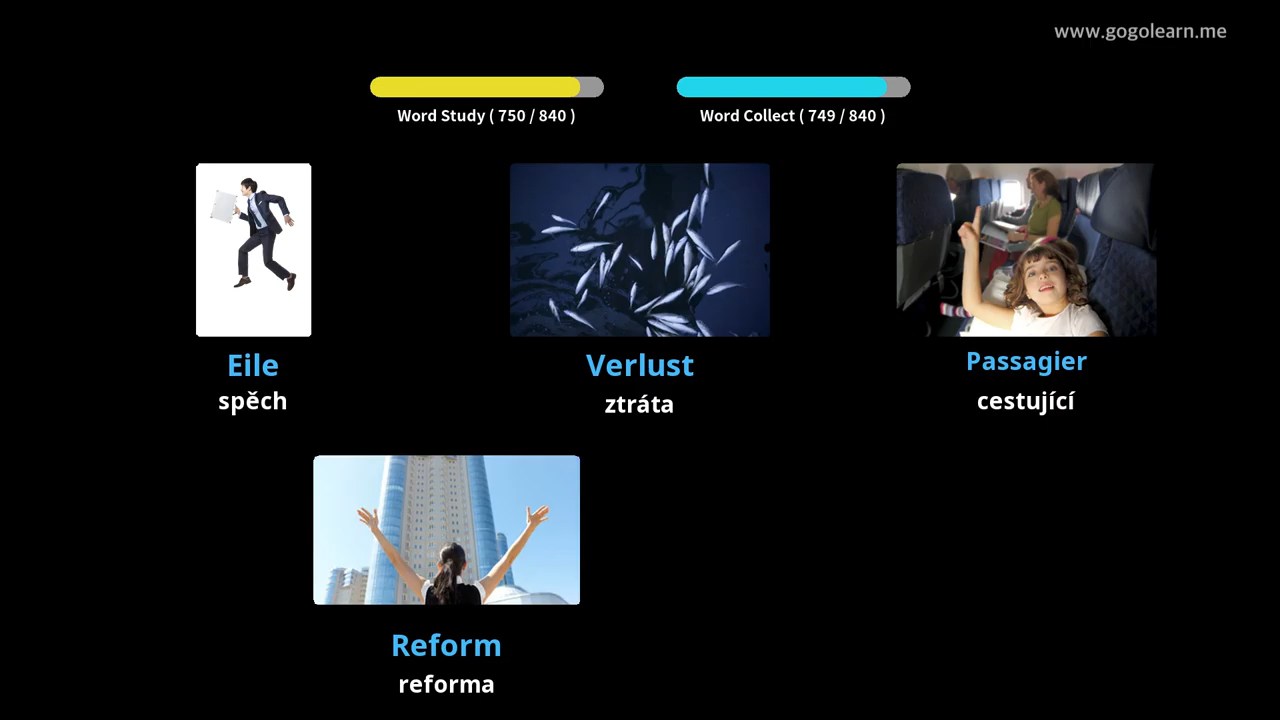 www.gogolearn.me
Word Study ( 750 / 840 )
Word Collect ( 749 / 840 )
Eile
spěch
Verlust
ztráta
Passagier
cestující
Reform
reforma